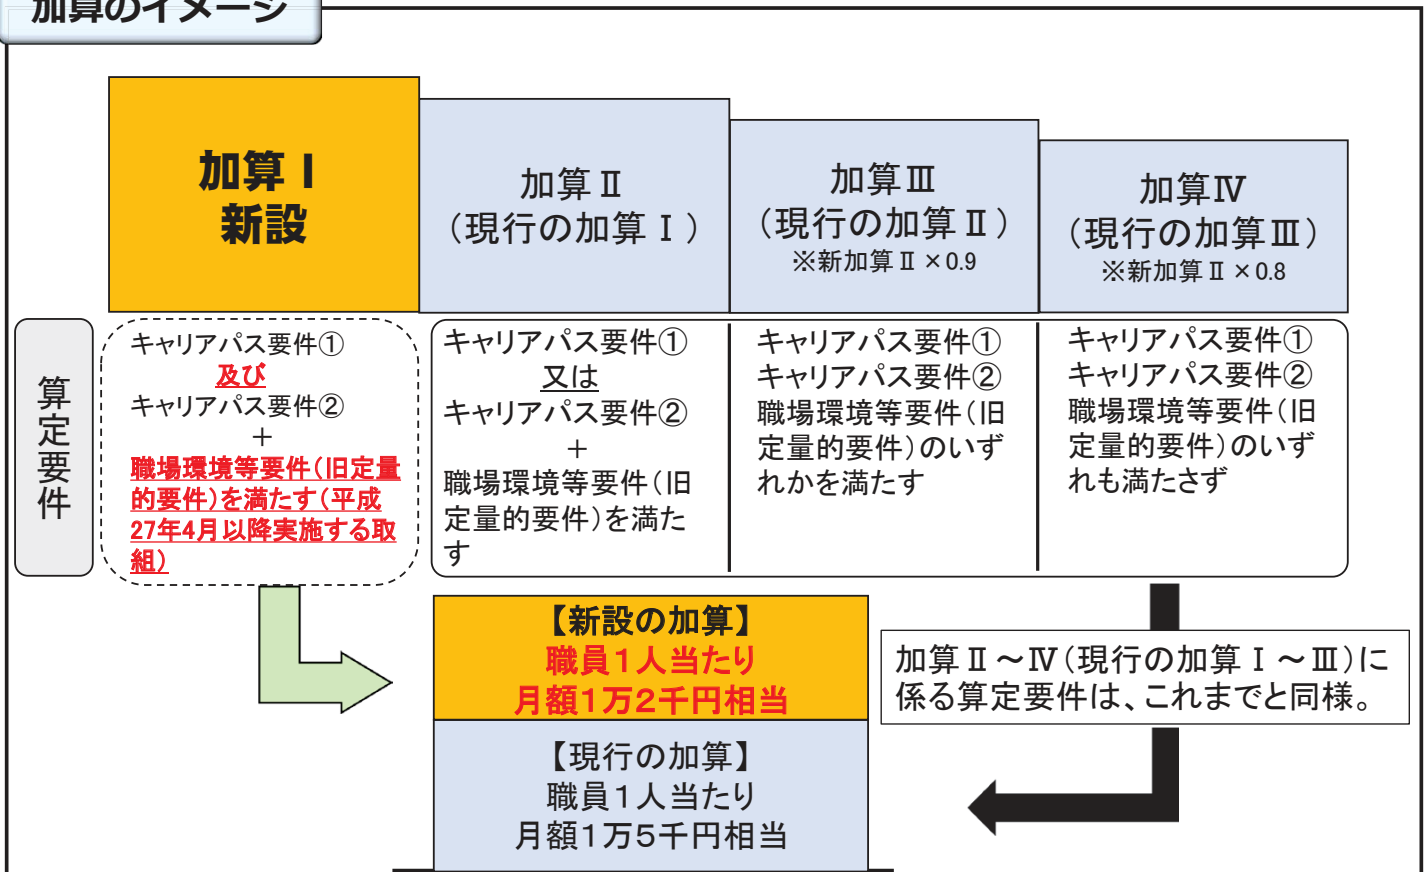 加算のイメージ
加算Ⅰ
新設
加算Ⅱ
（現行の加算Ⅰ）
加算Ⅲ
（現行の加算Ⅱ）
※新加算Ⅱ×0.9
加算Ⅳ
（現行の加算Ⅲ）
※新加算Ⅱ×0.8
算定要件
キャリアパス要件①
及び
キャリアパス要件②
＋
職場環境等要件（旧定量
的要件）を満たす（平成
27年4月以降実施する取
組）
キャリアパス要件①
又は
キャリアパス要件②
＋
職場環境等要件（旧
定量的要件）を満た
す
キャリアパス要件①
キャリアパス要件②
職場環境等要件（旧
定量的要件）のいず
れかを満たす
キャリアパス要件①
キャリアパス要件②
職場環境等要件（旧
定量的要件）のいず
れも満たさず
【新設の加算】
職員１人当たり
月額１万２千円相当
【現行の加算】
職員１人当たり
月額１万５千円相当
加算Ⅱ～Ⅳ（現行の加算Ⅰ～Ⅲ）に
係る算定要件は、これまでと同様。